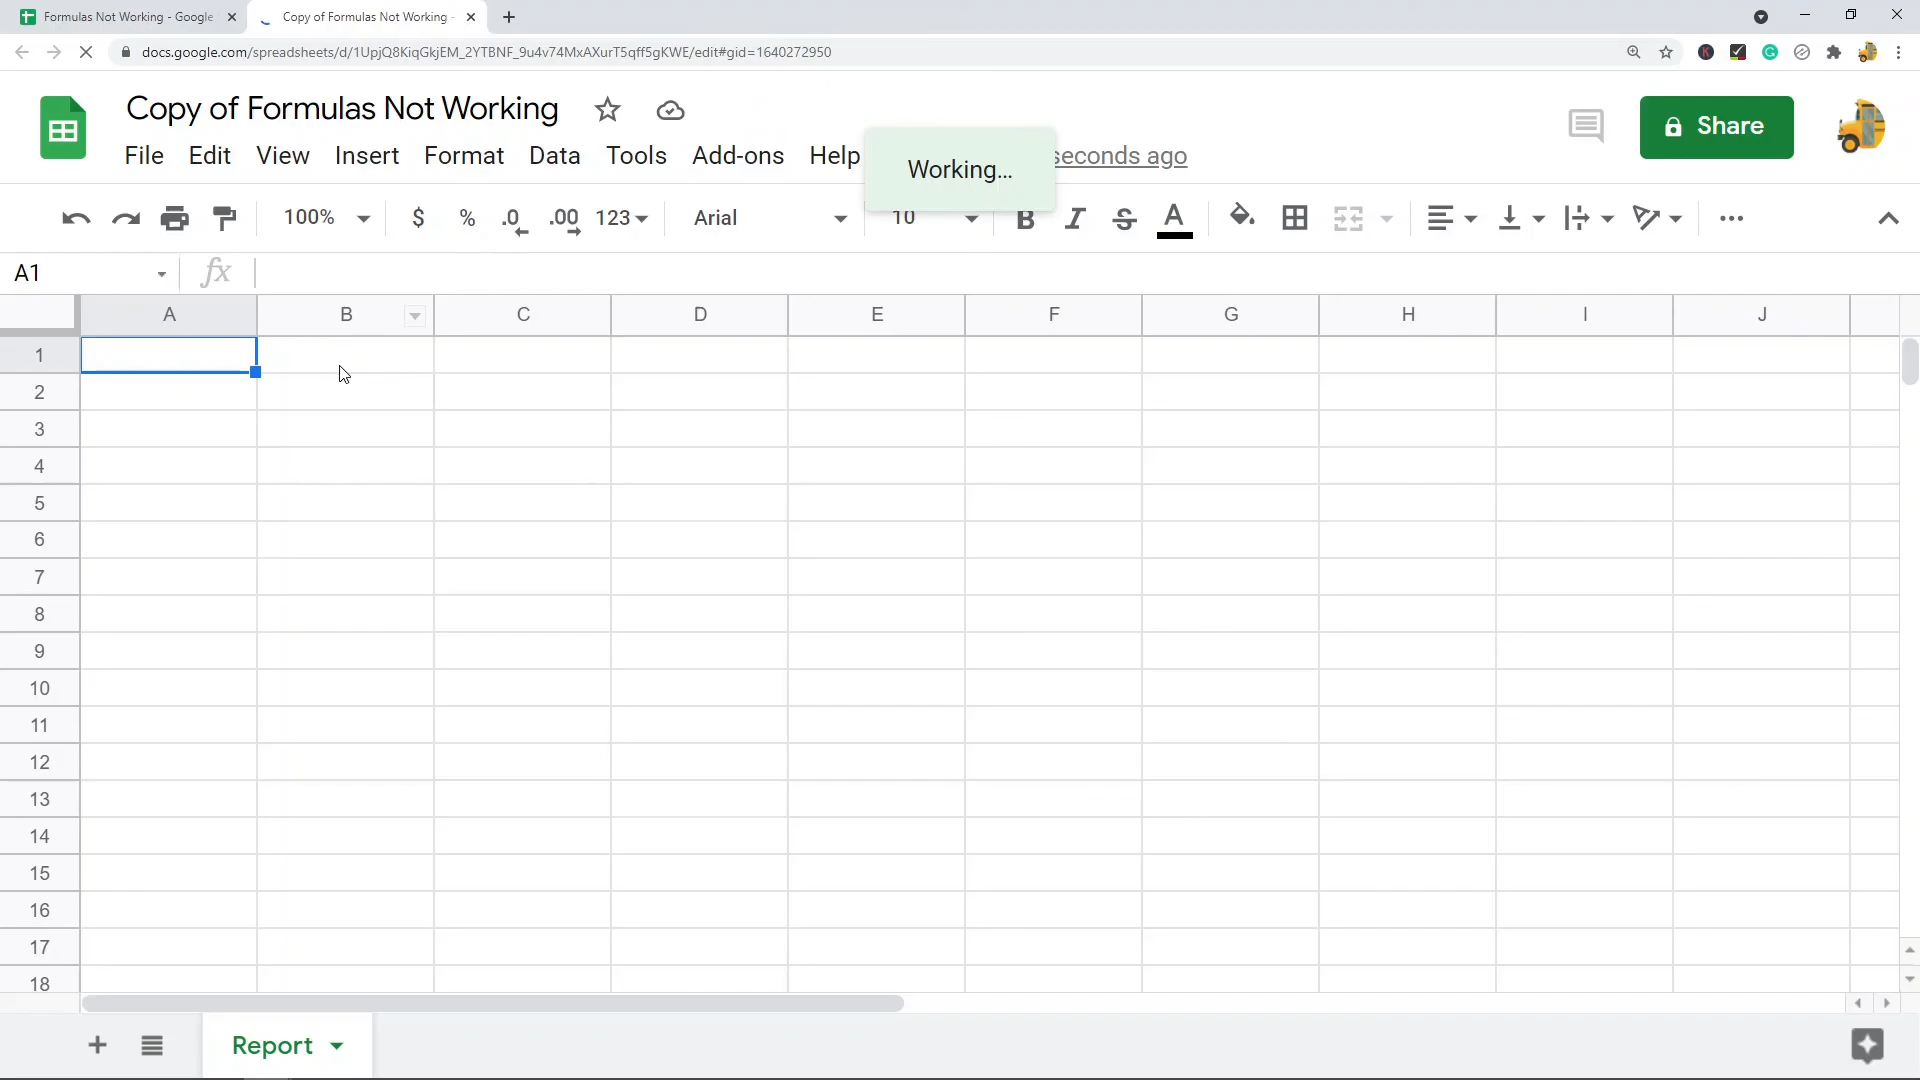 Formulas Not Working - Google
Copy of Formulas Not Working -
docs.google.com/spreadsheets/d/1UpjQ8KiqGkjEM_2YTBNF_9u4v74MxAXurT5qff5gKWE/edit#gid=1640272950
Copy of Formulas Not Working
Share
File Edit View Insert Format Data Tools Add-ons Help seconds ago
Working...
100% $ % .0 .00 123 Arial 10 B I S A
A1 fx
A B C D E F G H I J
1
2
3
4
5
6
7
8
9
10
11
12
13
14
15
16
17
18
Report